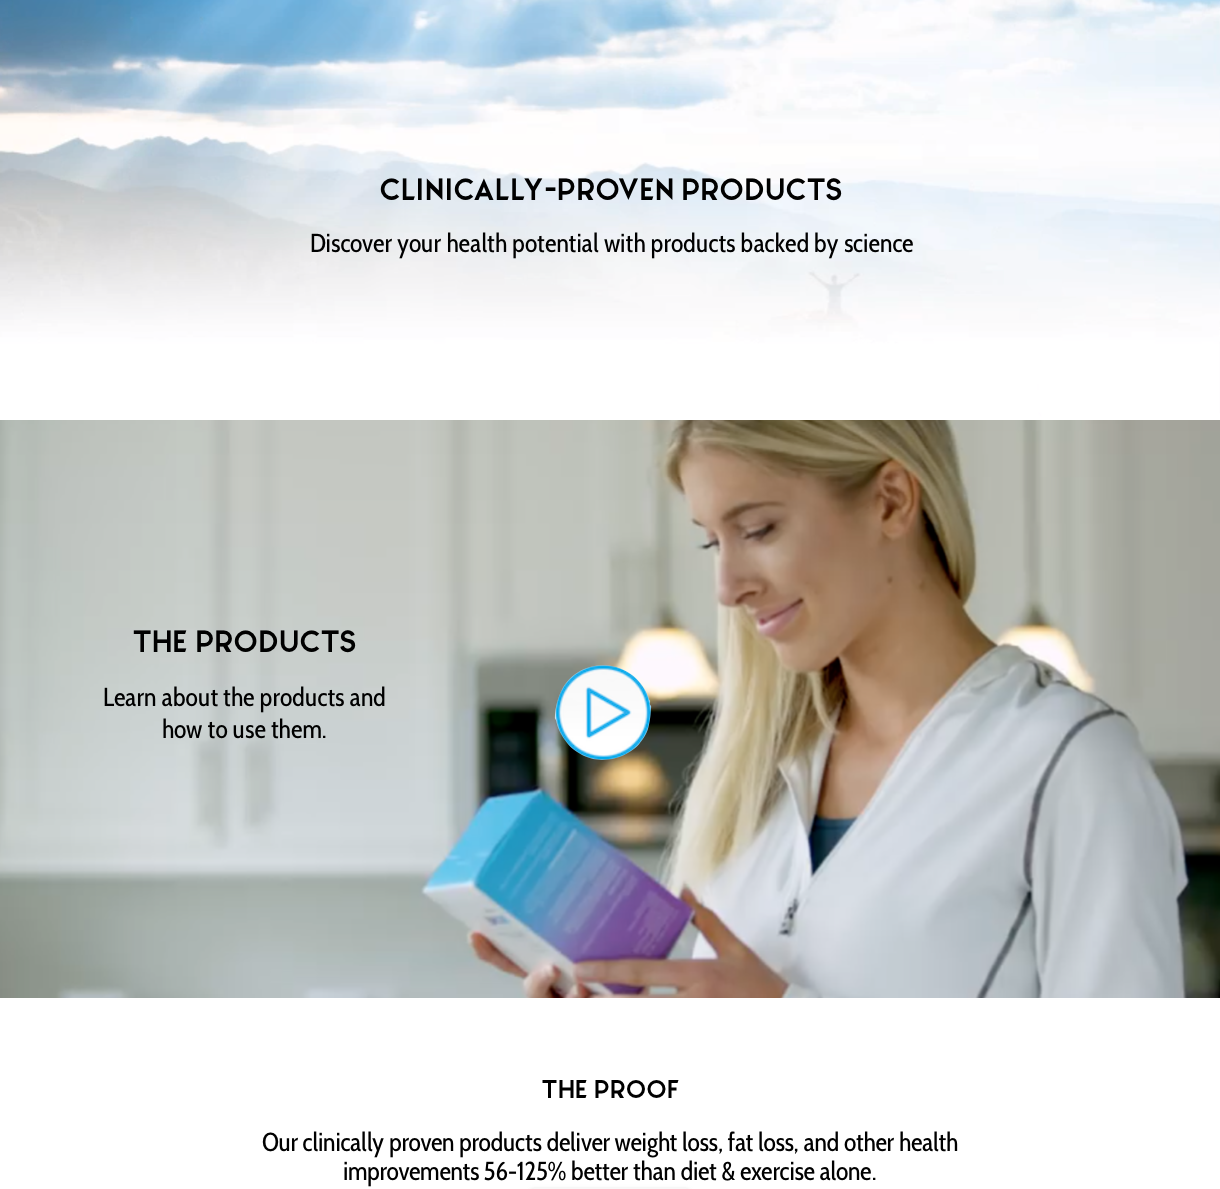 CLINICALLY-PROVEN PRODUCTS
Discover your health potential with products backed by science
THE PRODUCTS
Learn about the products and
how to use them.
THE PROOF
Our clinically proven products deliver weight loss, fat loss, and other health
improvements 56-125% better than diet & exercise alone.